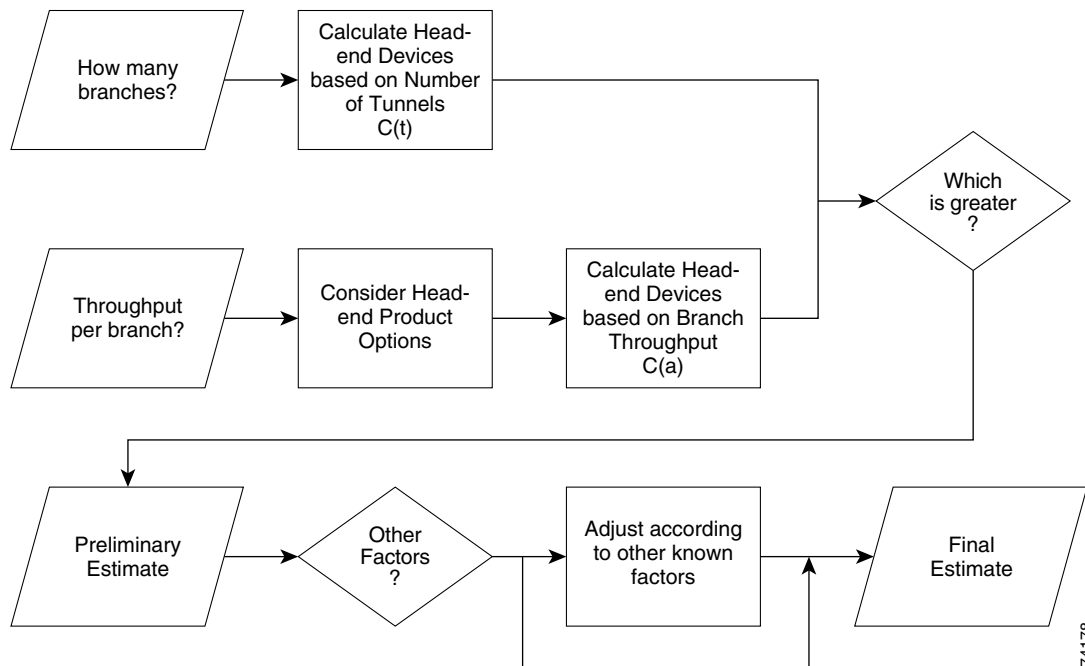 How many
branches?
Calculate Head-
end Devices
based on Number
of Tunnels
C(t)
Which
is greater
?
Throughput
per branch?
Consider Head-
end Product
Options
Calculate Head-
end Devices
based on Branch
Throughput
C(a)
Preliminary
Estimate
Other
Factors
?
Adjust according
to other known
factors
Final
Estimate